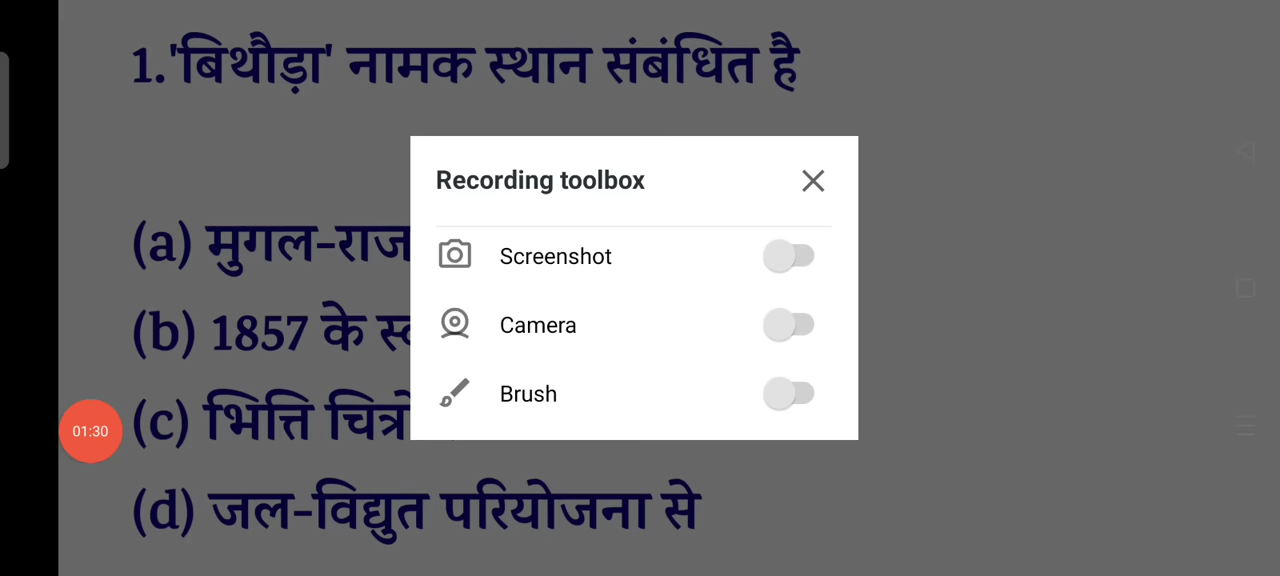 1.'बिथौड़ा' नामक स्थान संबंधित है
Recording toolbox
(a) मुगल-राज
Screenshot
(b) 1857 के
Camera
(c) भित्ति
Brush
01:30
(d) जल-विद्युत परियोजना से